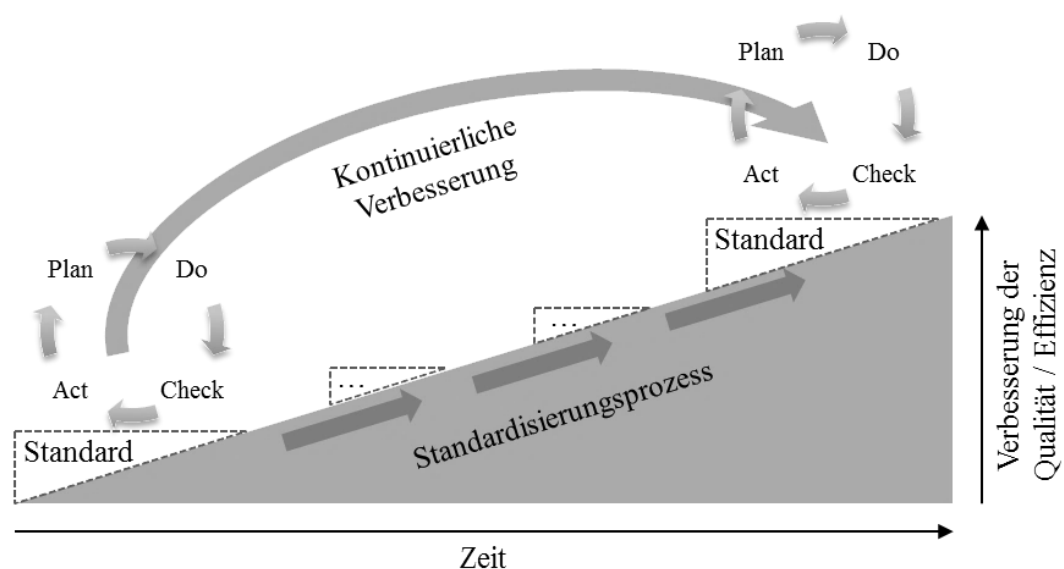 Plan
Do
Act
Check
Kontinuierliche
Verbesserung
Plan
Do
Act
Check
Standard
Standard
...
...
Standardisierungsprozess
Verbesserung der
Qualität / Effizienz
Zeit